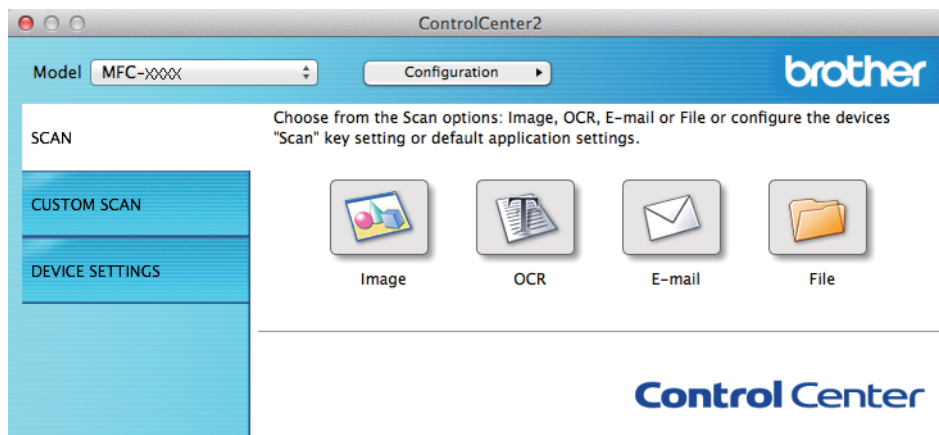 ControlCenter2
Model MFC-XXXX Configuration brother
SCAN
Choose from the Scan options: Image, OCR, E-mail or File or configure the devices
"Scan" key setting or default application settings.
CUSTOM SCAN
DEVICE SETTINGS
Image OCR E-mail File
Control Center